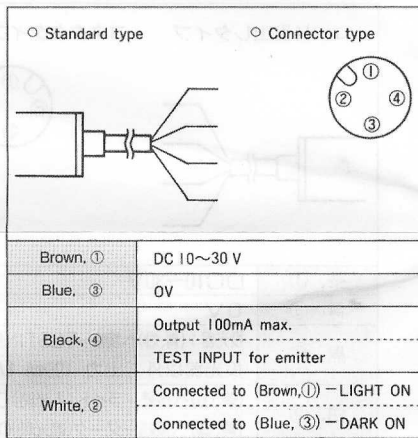 ○ Standard type
○ Connector type
①
② ④
③
Brown, ① DC 10～30 V
Blue, ③ 0V
Black, ④ Output 100mA max.
TEST INPUT for emitter
White, ② Connected to (Brown,①) − LIGHT ON
Connected to (Blue, ③) − DARK ON